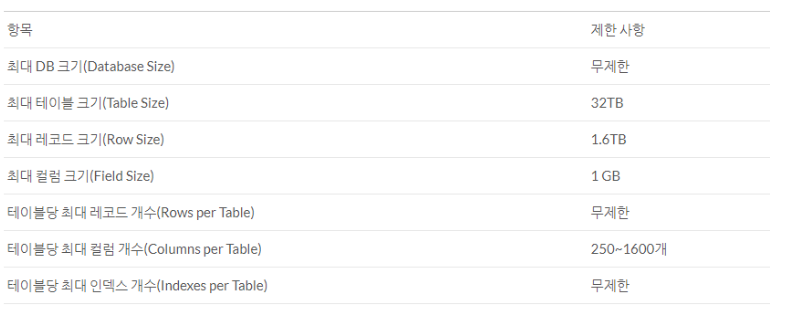 항목 제한 사항
최대 DB 크기(Database Size) 무제한
최대 테이블 크기(Table Size) 32TB
최대 레코드 크기(Row Size) 1.6TB
최대 컬럼 크기(Field Size) 1 GB
테이블당 최대 레코드 개수(Rows per Table) 무제한
테이블당 최대 컬럼 개수(Columns per Table) 250~1600개
테이블당 최대 인덱스 개수(Indexes per Table) 무제한